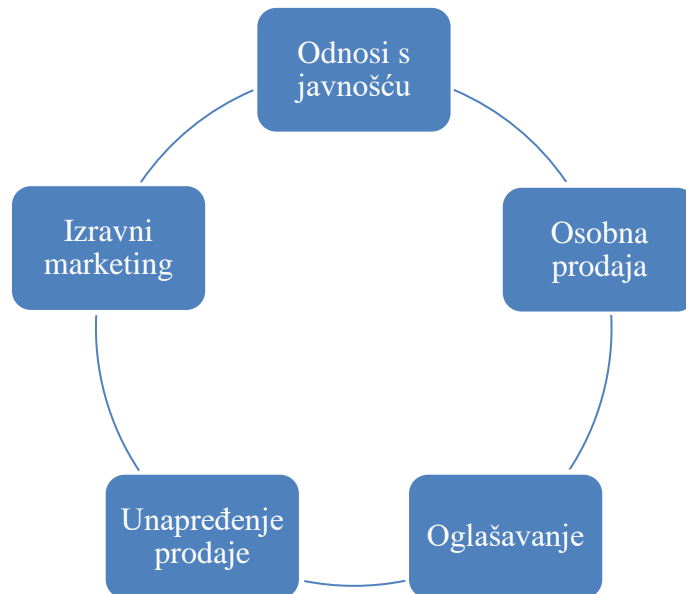 Odnosi s
javnošću
Izravni
marketing
Osobna
prodaja
Unapređenje
prodaje
Oglašavanje